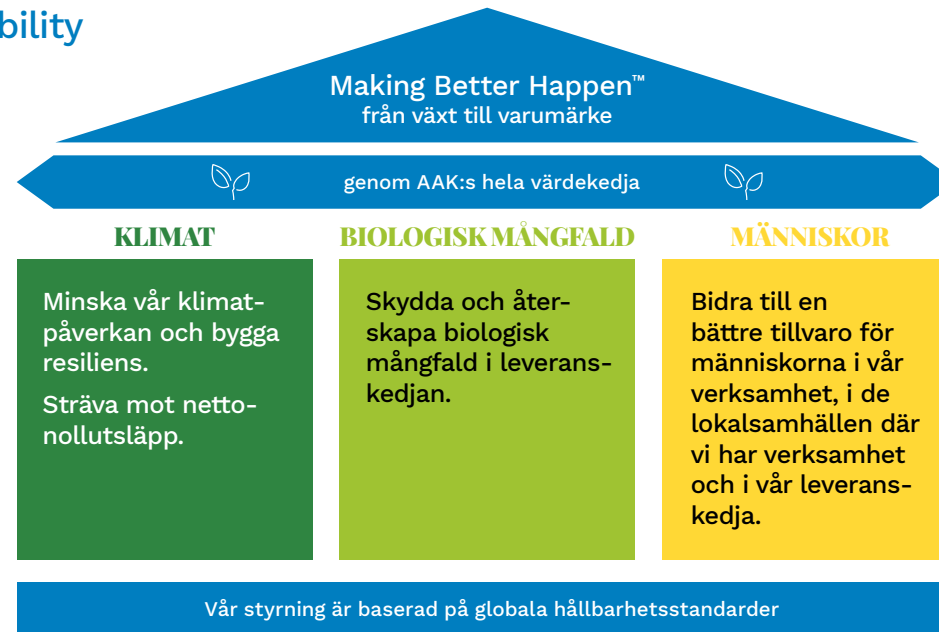 bility
Making Better Happen™
från växt till varumärke
genom AAK:s hela värdekedja
KLIMAT
Minska vår klimat-
påverkan och bygga
resiliens.
Sträva mot netto-
nollutsläpp.
BIOLOGISK MÅNGFALD
Skydda och åter-
skapa biologisk
mångfald i leverans-
kedjan.
MÄNNISKOR
Bidra till en
bättre tillvaro för
människorna i vår
verksamhet, i de
lokalsamhällen där
vi har verksamhet
och i vår leverans-
kedja.
Vår styrning är baserad på globala hållbarhetsstandarder